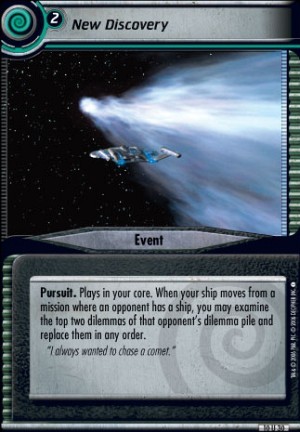 2
New Discovery
Event
Pursuit. Plays in your core. When your ship moves from a
mission where an opponent has a ship, you may examine
the top two dilemmas of that opponent's dilemma pile and
replace them in any order.
"I always wanted to chase a comet."